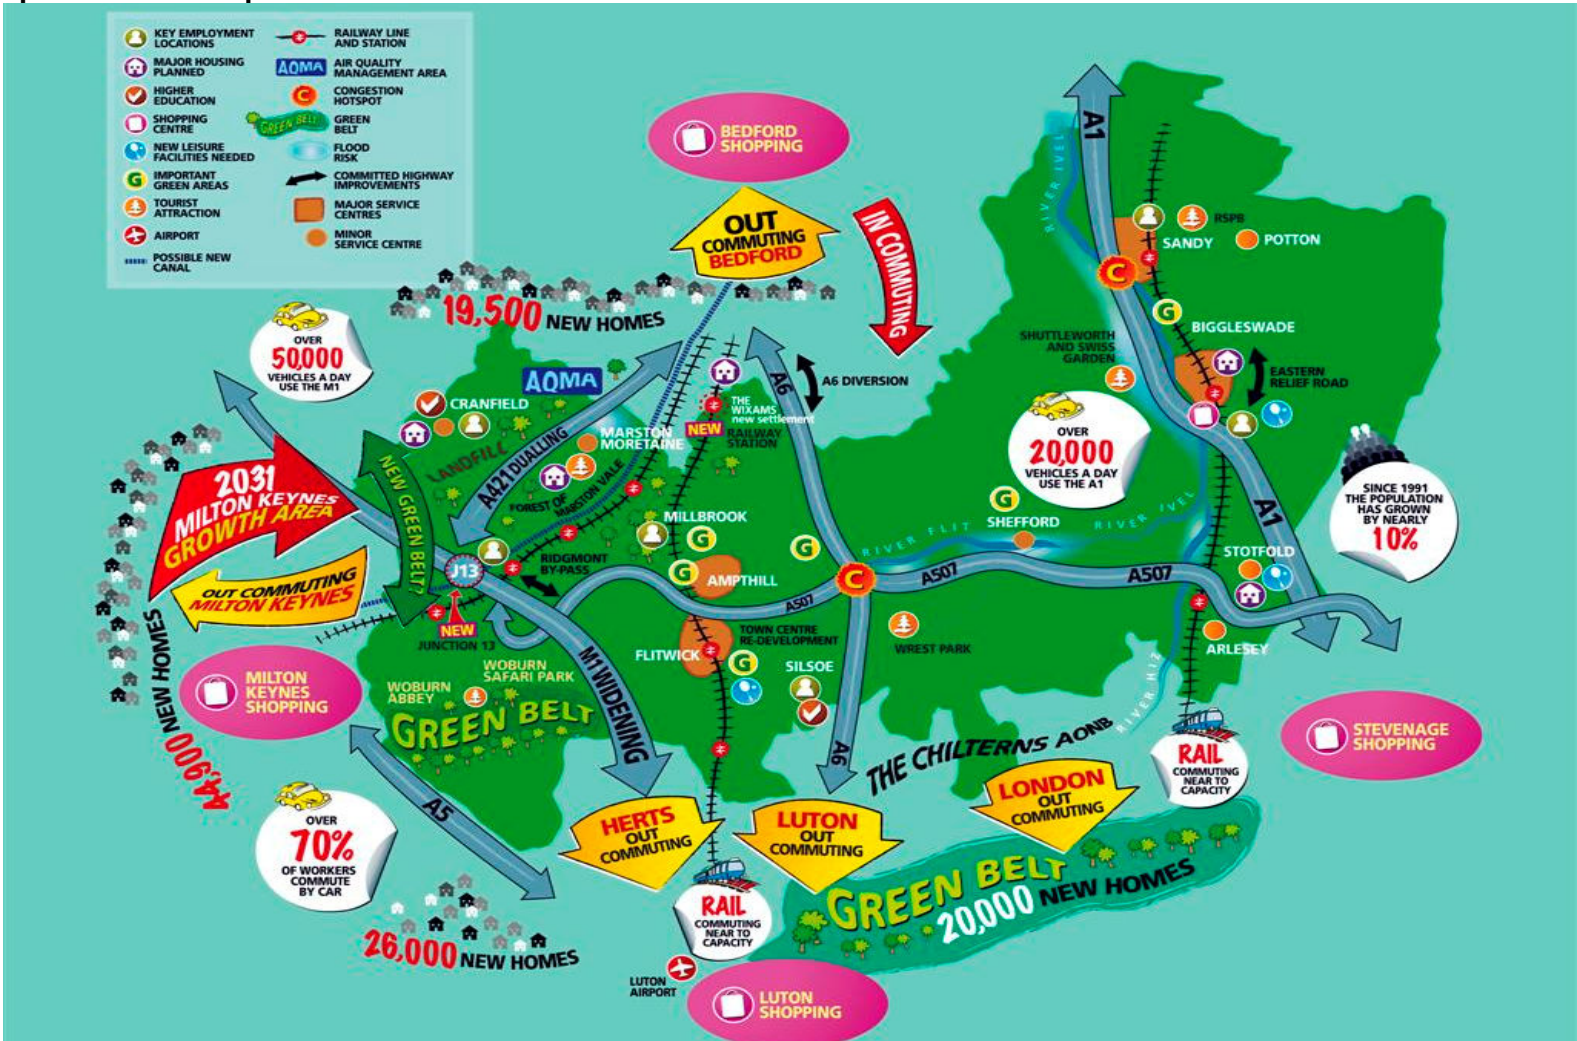 KEY EMPLOYMENT
LOCATIONS
MAJOR HOUSING
PLANNED
HIGHER
EDUCATION
SHOPPING
CENTRE
NEW LEISURE
FACILITIES NEEDED
IMPORTANT
GREEN AREAS
TOURIST
ATTRACTION
AIRPORT
POSSIBLE NEW
CANAL
RAILWAY LINE
AND STATION
AQMA
AIR QUALITY
MANAGEMENT AREA
C
CONGESTION
HOTSPOT
GREEN BELT
GREEN
BELT
FLOOD
RISK
COMMITTED HIGHWAY
IMPROVEMENTS
MAJOR SERVICE
CENTRES
MINOR
SERVICE CENTRE
G
BEDFORD
SHOPPING
OUT
COMMUTING
BEDFORD
IN COMMUTING
19,500 NEW HOMES
OVER
50,000
VEHICLES A DAY
USE THE M1
AQMA
CRANFIELD
LANDFILL
A421 DUALLING
MARSTON
MORETAINE
FOREST OF
MARSTON VALE
THE
WIXAMS
new settlement
NEW
RAILWAY
STATION
A6
A6 DIVERSION
A1
RIVER IVEL
RSPB
SANDY
POTTON
C
G
BIGGLESWADE
SHUTTLEWORTH
AND SWISS
GARDEN
EASTERN
RELIEF ROAD
OVER
20,000
VEHICLES A DAY
USE THE A1
SINCE 1991
THE POPULATION
HAS GROWN
BY NEARLY
10%
A1
2031
MILTON KEYNES
GROWTH AREA
NEW GREEN BELT
OUT COMMUTING
MILTON KEYNES
44,900 NEW HOMES
J13
NEW
JUNCTION 13
RIDGMONT
BY-PASS
MILLBROOK
G
G
AMPTHILL
G
C
A507
A507
A507
RIVER FLIT
G
SHEFFORD
RIVER IVEL
STOTFOLD
ARLESEY
RIVER HIZ
WREST PARK
TOWN CENTRE
RE-DEVELOPMENT
FLITWICK
G
SILSOE
A6
M1 WIDENING
WOBURN
SAFARI PARK
WOBURN
ABBEY
GREEN BELT
MILTON
KEYNES
SHOPPING
A5
OVER
70%
OF WORKERS
COMMUTE
BY CAR
26,000 NEW HOMES
HERTS
OUT
COMMUTING
LUTON
OUT
COMMUTING
LONDON
OUT
COMMUTING
THE CHILTERNS AONB
RAIL
COMMUTING
NEAR TO
CAPACITY
STEVENAGE
SHOPPING
GREEN BELT
20,000 NEW HOMES
RAIL
COMMUTING
NEAR TO
CAPACITY
LUTON
AIRPORT
LUTON
SHOPPING